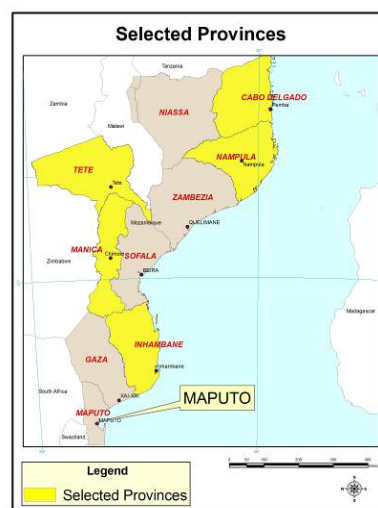 Selected Provinces
Tanzania
Zambia
CABO DELGADO
Pemba
NIASSA
Malawi
NAMPULA
Nampula
TETE
Tete
ZAMBEZIA
Mozambique
QUELIMANE
MANICA
Chimoio
SOFALA
Zimbabwe
BEIRA
Madagascar
INHAMBANE
GAZA
Inhambane
South Africa
XAI-XAI
MAPUTO
MAPUTO
MAPUTO
Swaziland
Legend
Selected Provinces